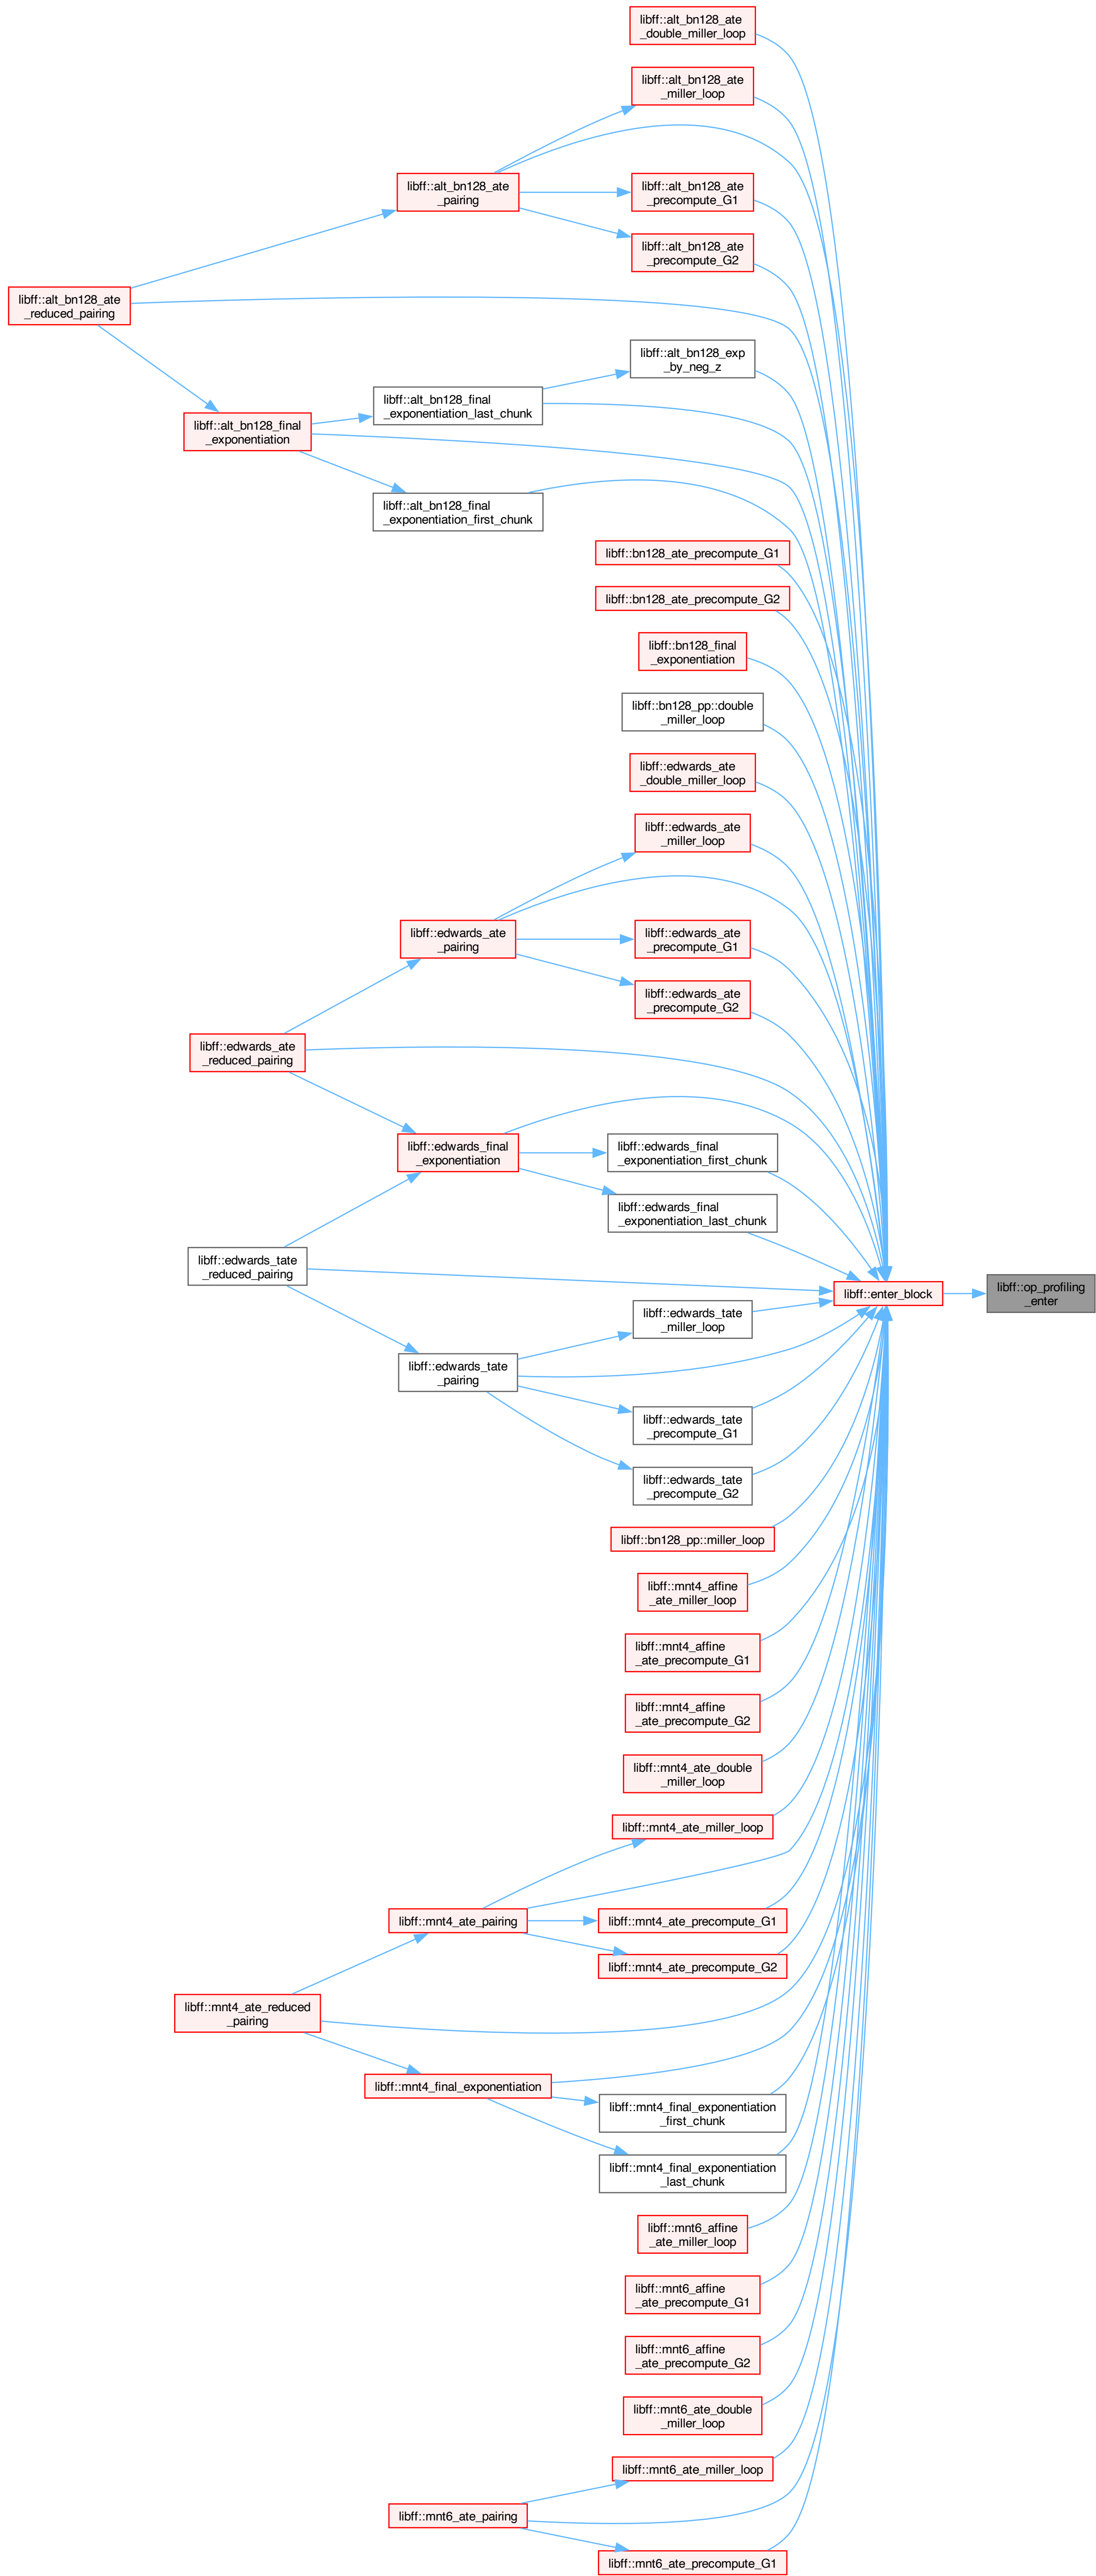 libff::alt_bn128_ate
_double_miller_loop
libff::alt_bn128_ate
_miller_loop
libff::alt_bn128_ate
_pairing
libff::alt_bn128_ate
_precompute_G1
libff::alt_bn128_ate
_precompute_G2
libff::alt_bn128_ate
_reduced_pairing
libff::alt_bn128_exp
_by_neg_z
libff::alt_bn128_final
_exponentiation_last_chunk
libff::alt_bn128_final
_exponentiation
libff::alt_bn128_final
_exponentiation_first_chunk
libff::bn128_ate_precompute_G1
libff::bn128_ate_precompute_G2
libff::bn128_final
_exponentiation
libff::bn128_pp::double
_miller_loop
libff::edwards_ate
_double_miller_loop
libff::edwards_ate
_miller_loop
libff::edwards_ate
_pairing
libff::edwards_ate
_precompute_G1
libff::edwards_ate
_precompute_G2
libff::edwards_ate
_reduced_pairing
libff::edwards_final
_exponentiation
libff::edwards_final
_exponentiation_first_chunk
libff::edwards_final
_exponentiation_last_chunk
libff::edwards_tate
_reduced_pairing
libff::enter_block
libff::op_profiling
_enter
libff::edwards_tate
_miller_loop
libff::edwards_tate
_pairing
libff::edwards_tate
_precompute_G1
libff::edwards_tate
_precompute_G2
libff::bn128_pp::miller_loop
libff::mnt4_affine
_ate_miller_loop
libff::mnt4_affine
_ate_precompute_G1
libff::mnt4_affine
_ate_precompute_G2
libff::mnt4_ate_double
_miller_loop
libff::mnt4_ate_miller_loop
libff::mnt4_ate_pairing
libff::mnt4_ate_precompute_G1
libff::mnt4_ate_precompute_G2
libff::mnt4_ate_reduced
_pairing
libff::mnt4_final_exponentiation
libff::mnt4_final_exponentiation
_first_chunk
libff::mnt4_final_exponentiation
_last_chunk
libff::mnt6_affine
_ate_miller_loop
libff::mnt6_affine
_ate_precompute_G1
libff::mnt6_affine
_ate_precompute_G2
libff::mnt6_ate_double
_miller_loop
libff::mnt6_ate_miller_loop
libff::mnt6_ate_pairing
libff::mnt6_ate_precompute_G1